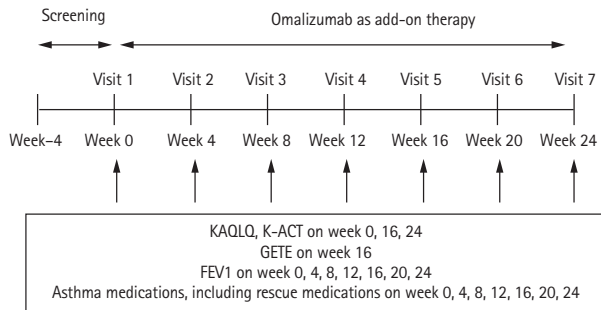 Screening
Omalizumab as add-on therapy
Visit 1 Visit 2 Visit 3 Visit 4 Visit 5 Visit 6 Visit 7
Week–4 Week 0 Week 4 Week 8 Week 12 Week 16 Week 20 Week 24
KAQLQ, K-ACT on week 0, 16, 24
GETE on week 16
FEV1 on week 0, 4, 8, 12, 16, 20, 24
Asthma medications, including rescue medications on week 0, 4, 8, 12, 16, 20, 24